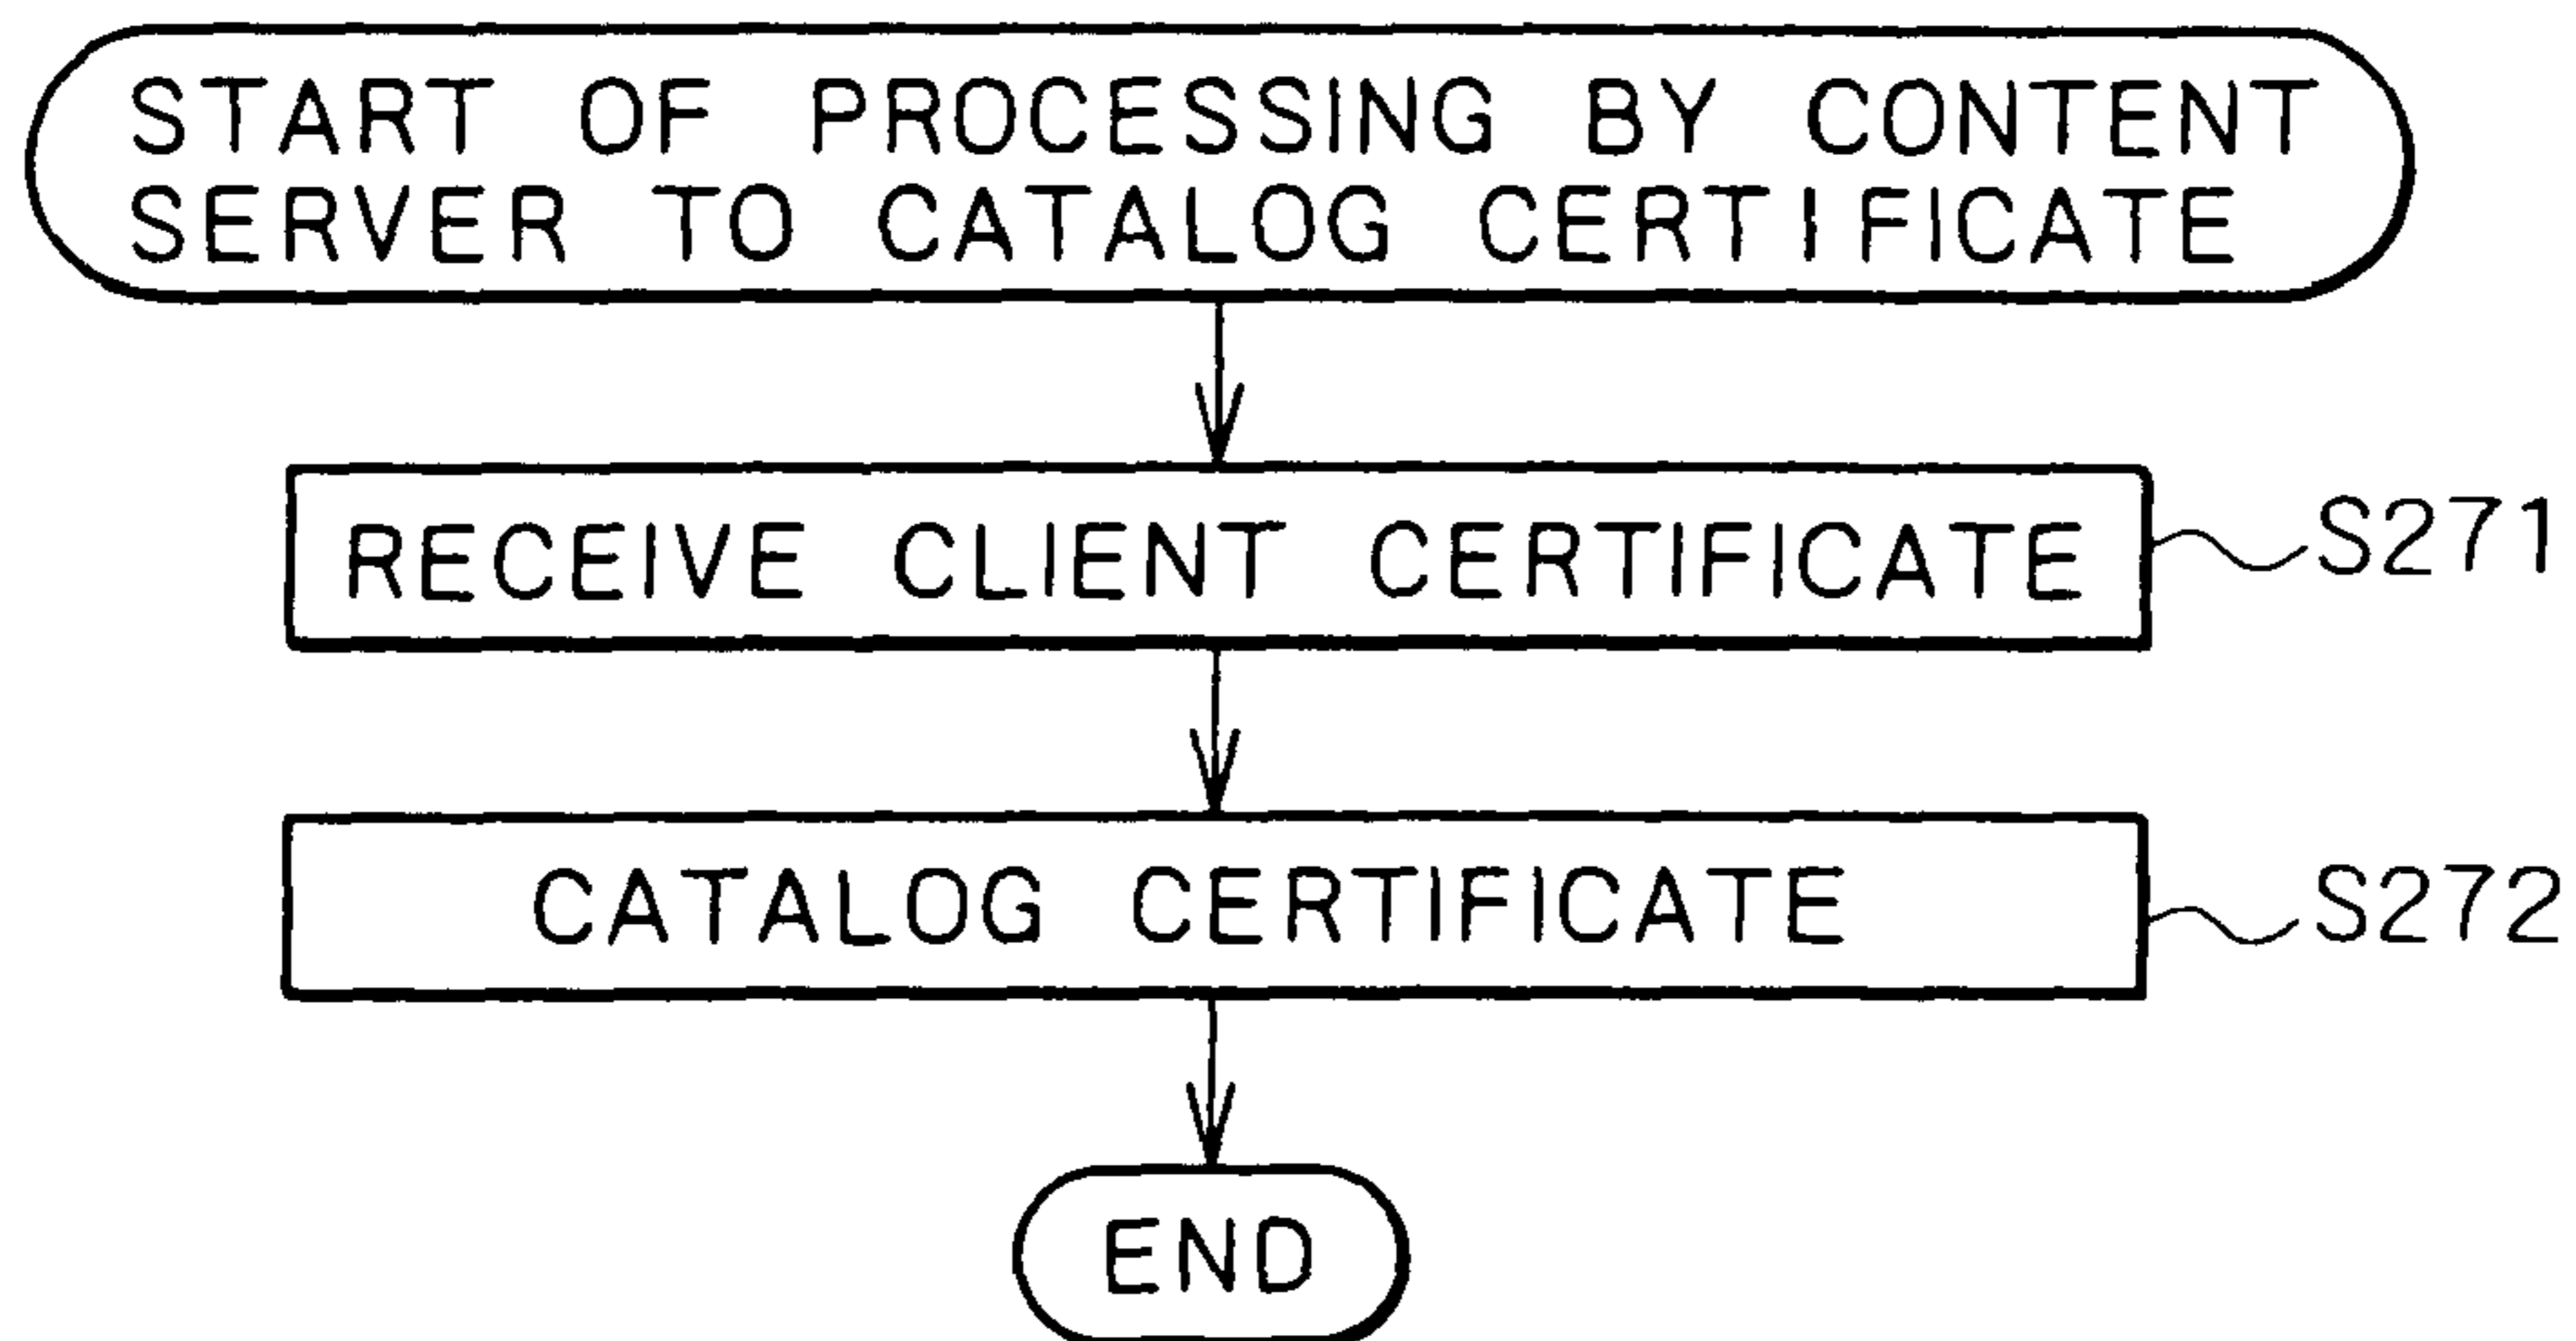 START OF PROCESSING BY CONTENT
SERVER TO CATALOG CERTIFICATE
RECEIVE CLIENT CERTIFICATE
S271
CATALOG CERTIFICATE
S272
END